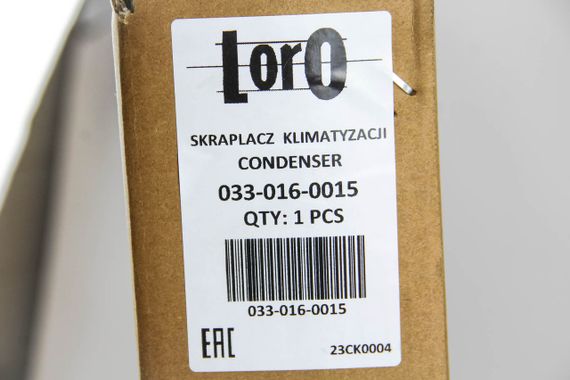 LorO
SKRAPLACZ KLIMATYZACJI
CONDENSER
033-016-0015
QTY: 1 PCS
033-016-0015
EAC
23CK0004